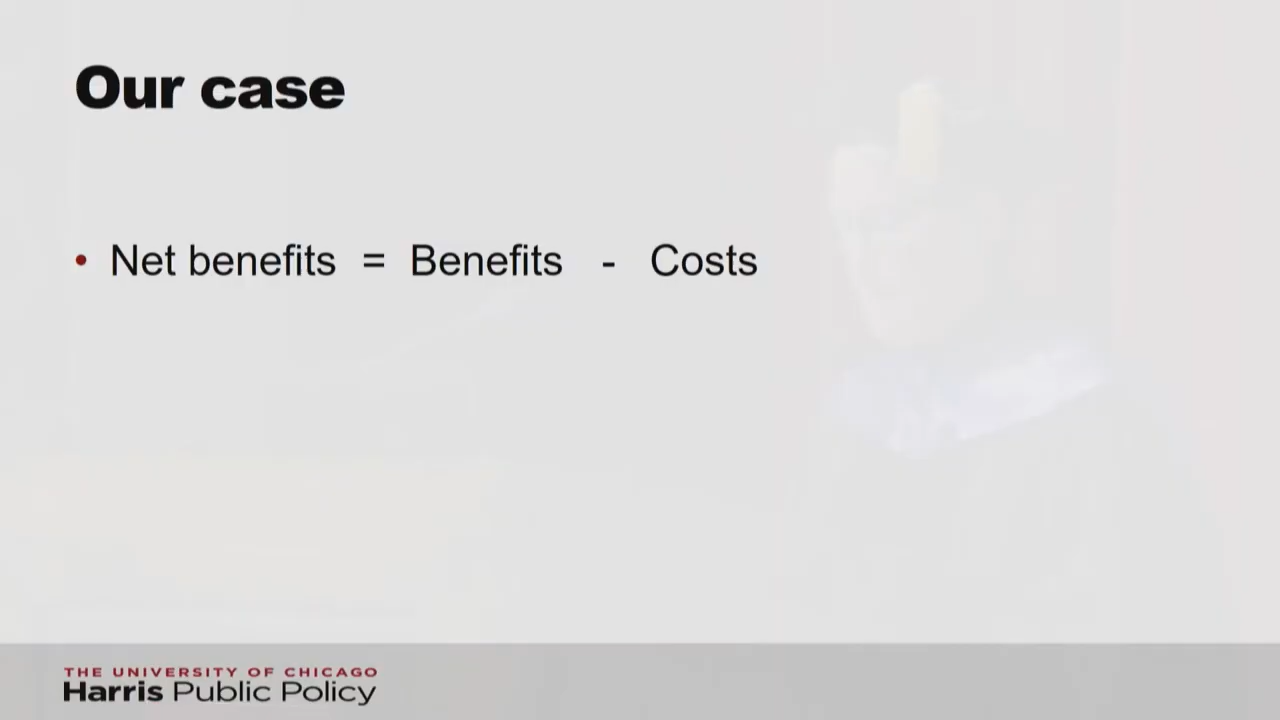 Our case
• Net benefits = Benefits - Costs
THE UNIVERSITY OF CHICAGO
Harris Public Policy